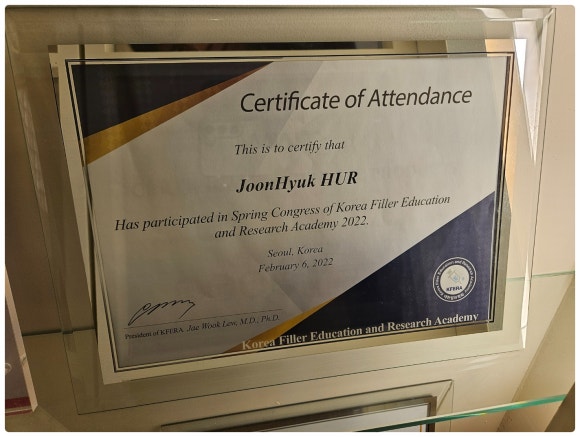 Certificate of Attendance
This is to certify that
JoonHyuk HUR
Has participated in Spring Congress of Korea Filler Education
and Research Academy 2022.
Seoul, Korea
February 6, 2022
President of KFERA Jae Wook Law, M.D., Ph.D.
KFERA
Korea Filler Education and Research Academy